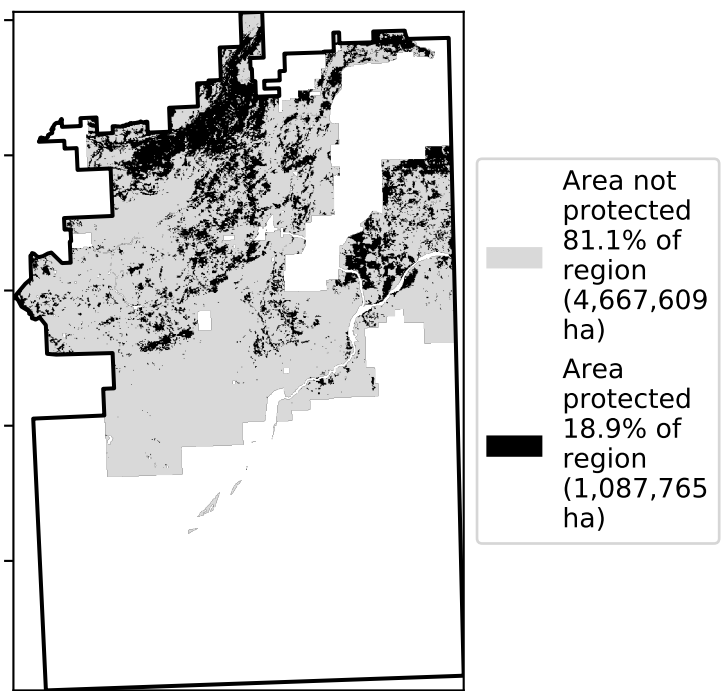 Area not
protected
81.1% of
region
(4,667,609
ha)
Area
protected
18.9% of
region
(1,087,765
ha)